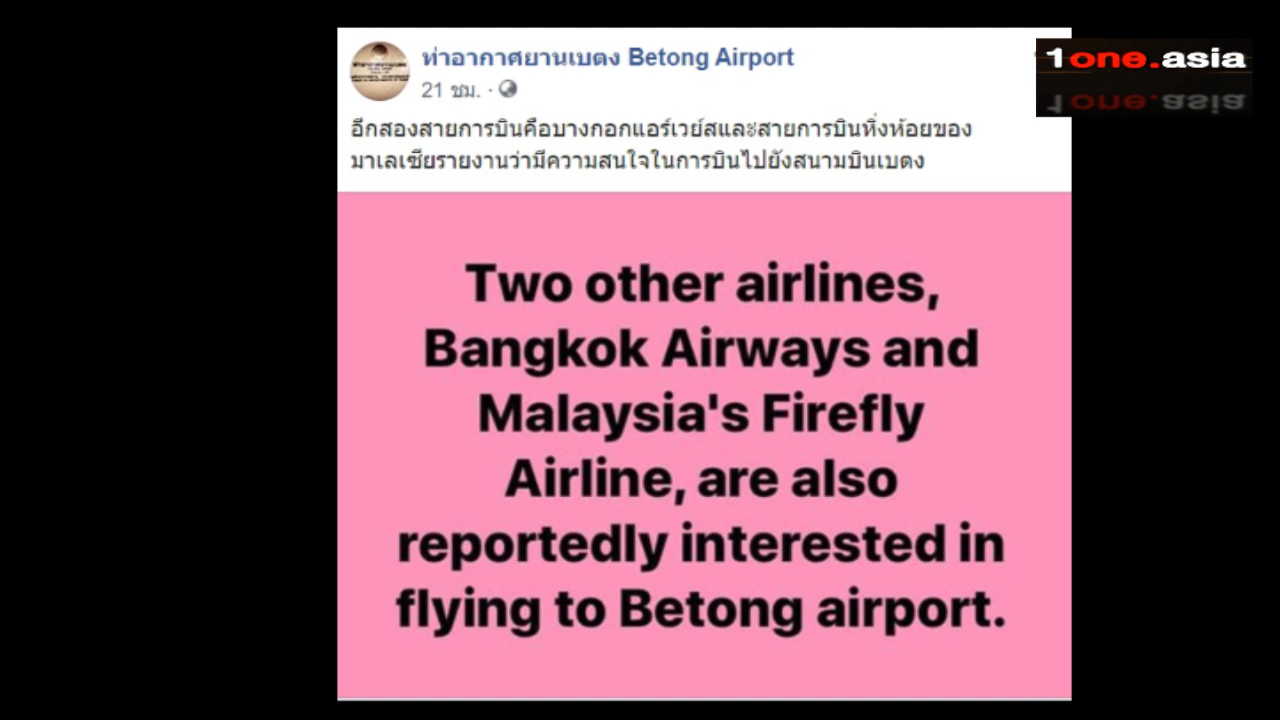 ท่าอากาศยานเบตง Betong Airport
21 ชม. ·
1one.asia
อีกสองสายการบินคือบางกอกแอร์เวย์สและสายการบินหิ่งห้อยของ
มาเลเซียรายงานว่ามีความสนใจในการบินไปยังสนามบินเบตง
Two other airlines,
Bangkok Airways and
Malaysia's Firefly
Airline, are also
reportedly interested in
flying to Betong airport.